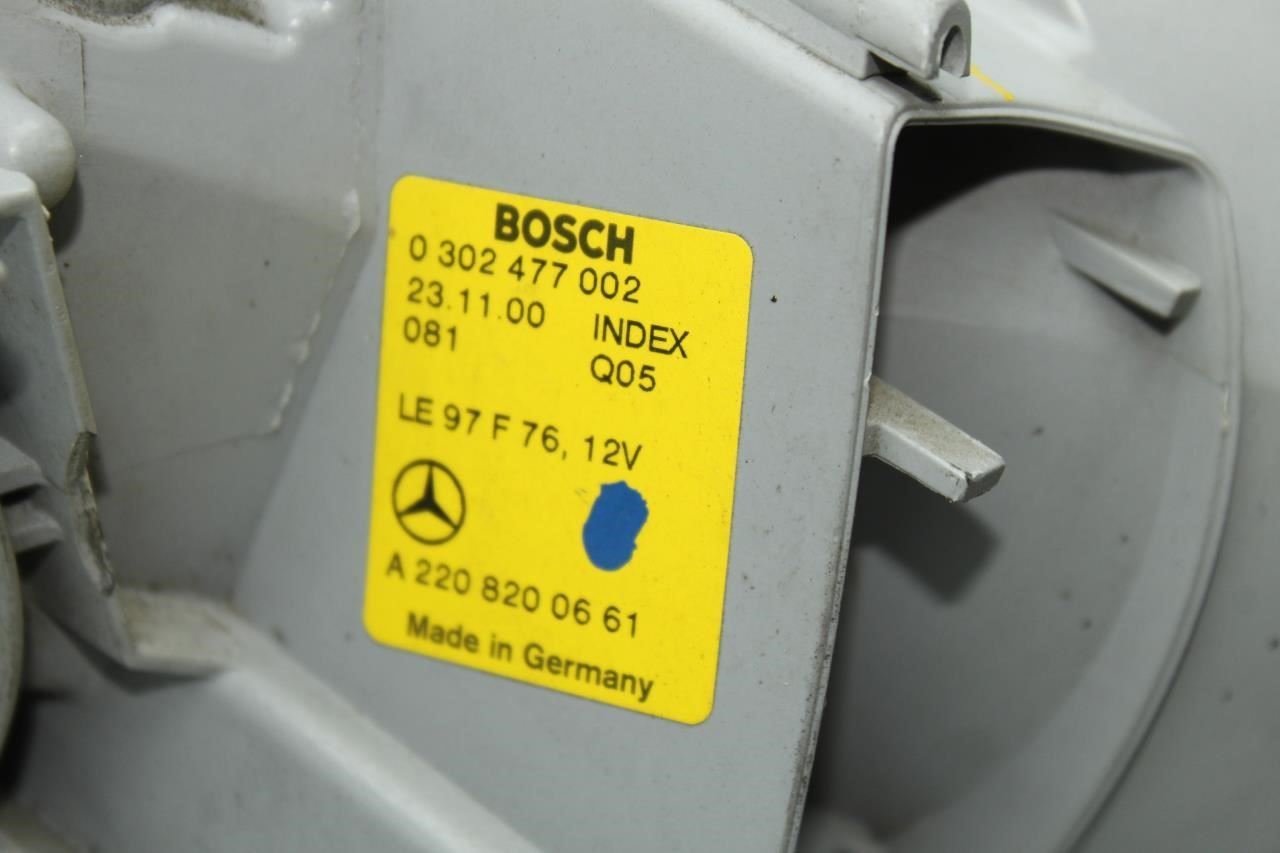 BOSCH
0 302 477 002
23.11.00 INDEX
081 Q05
LE 97 F 76, 12V
A 220 820 06 61
Made in Germany